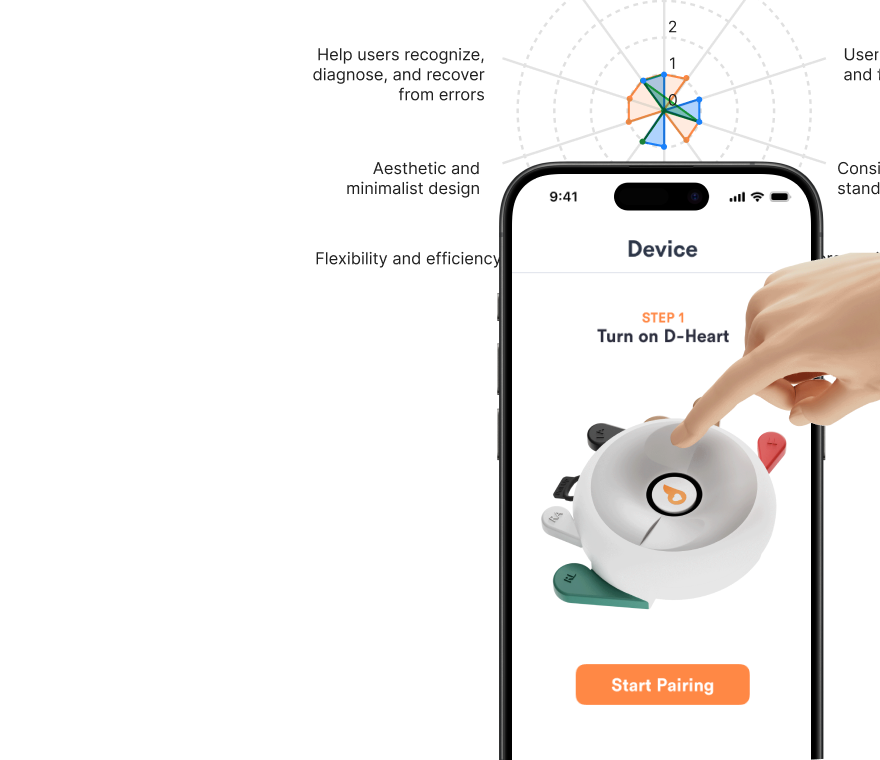 2
1
0
Help users recognize,
diagnose, and recover
from errors
User
and f
Aesthetic and
minimalist design
Consi
stand
9:41
Flexibility and efficiency
Device
STEP 1
Turn on D-Heart
RL
Start Pairing